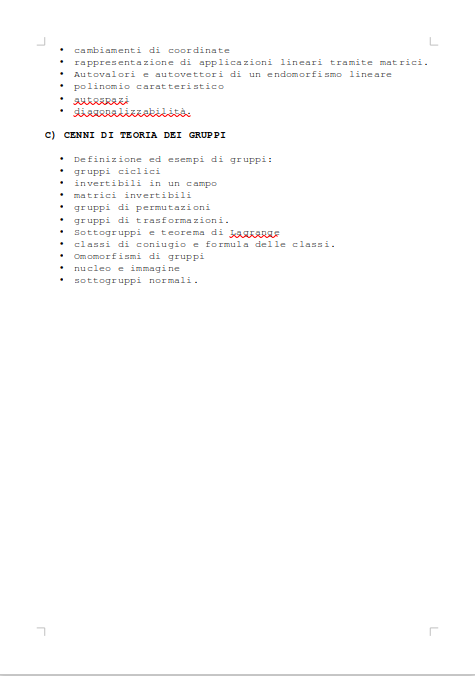 • cambiamenti di coordinate
• rappresentazione di applicazioni lineari tramite matrici.
• Autovalori e autovettori di un endomorfismo lineare
• polinomio caratteristico
• autospazi
• diagonalizzabilità.
C) CENNI DI TEORIA DEI GRUPPI
• Definizione ed esempi di gruppi:
• gruppi ciclici
• invertibili in un campo
• matrici invertibili
• gruppi di permutazioni
• gruppi di trasformazioni.
• Sottogruppi e teorema di Lagrange
• classi di coniugio e formula delle classi.
• Omomorfismi di gruppi
• nucleo e immagine
• sottogruppi normali.